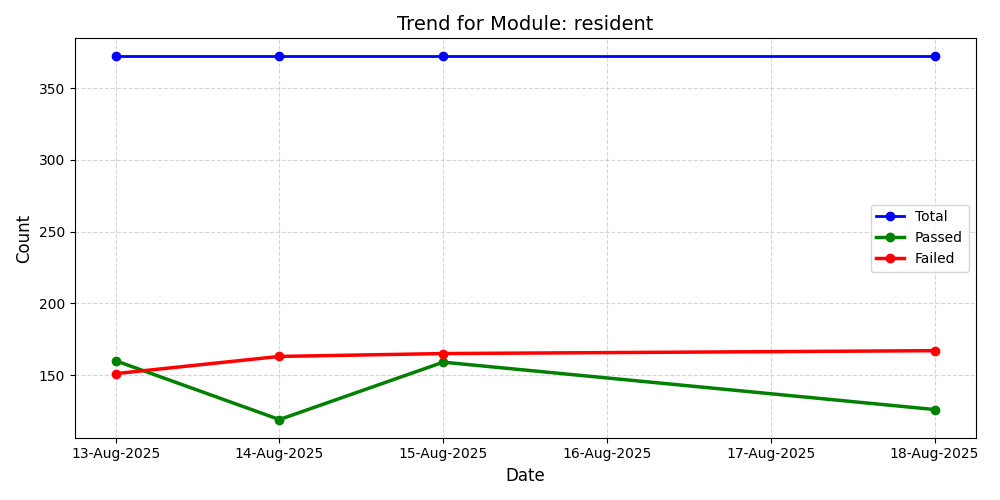 Trend for Module: resident
350
300
250
200
150
Count
Total
Passed
Failed
13-Aug-2025 14-Aug-2025 15-Aug-2025 16-Aug-2025 17-Aug-2025 18-Aug-2025
Date